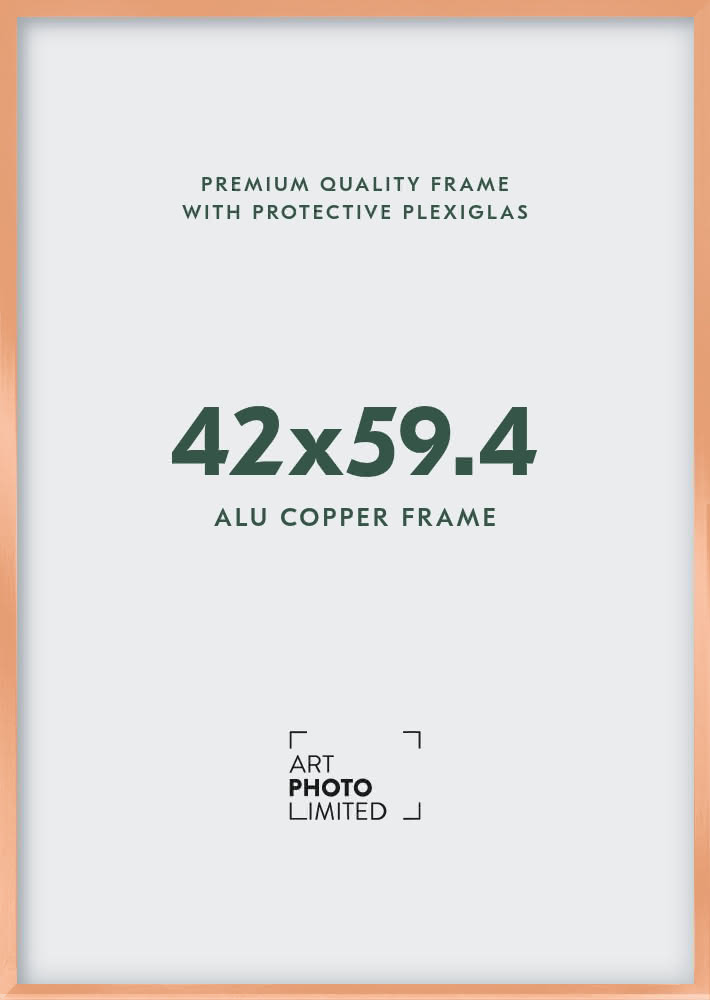 PREMIUM QUALITY FRAME
WITH PROTECTIVE PLEXIGLAS
42x59.4
ALU COPPER FRAME
ART
PHOTO
LIMITED